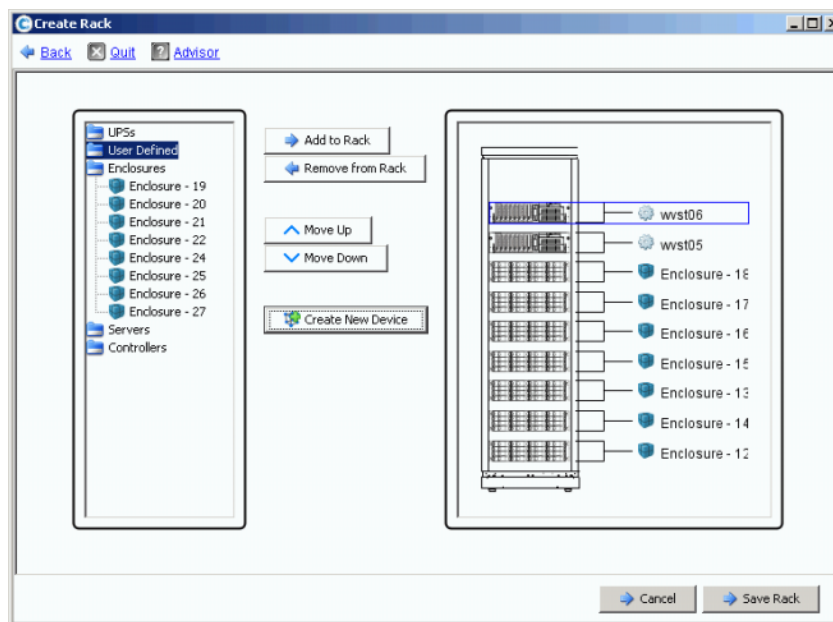 Create Rack
Back Quit Advisor
UPSs
User Defined
Enclosures
Enclosure - 19
Enclosure - 20
Enclosure - 21
Enclosure - 22
Enclosure - 24
Enclosure - 25
Enclosure - 26
Enclosure - 27
Servers
Controllers
Add to Rack
Remove from Rack
Move Up
Move Down
Create New Device
wvst06
wvst05
Enclosure - 18
Enclosure - 17
Enclosure - 16
Enclosure - 15
Enclosure - 13
Enclosure - 14
Enclosure - 12
Cancel Save Rack